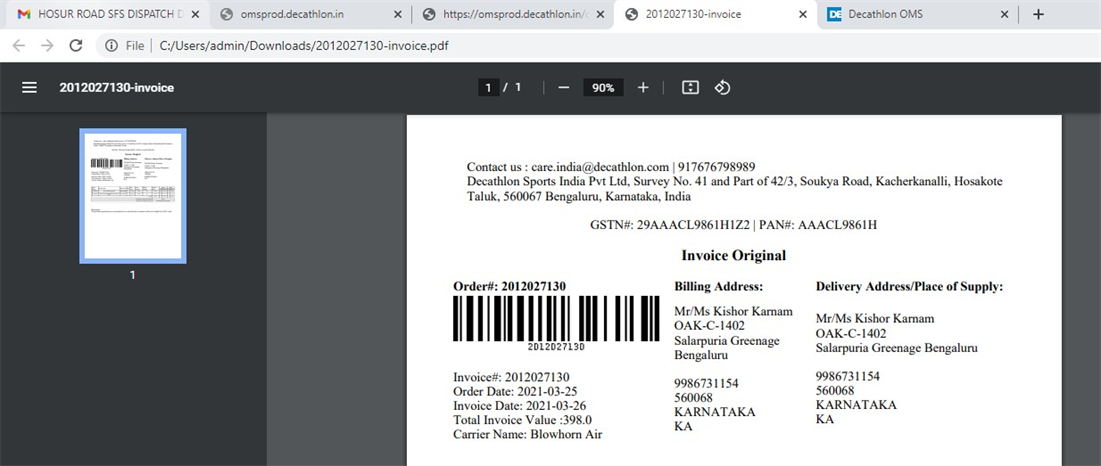 HOSUR ROAD SFS DISPATCH D
omsprod.decathlon.in
https://omsprod.decathlon.in/
2012027130-invoice
Decathlon OMS
File | C:/Users/admin/Downloads/2012027130-invoice.pdf
2012027130-invoice
1 / 1
90%
1
Contact us : care.india@decathlon.com | 917676798989
Decathlon Sports India Pvt Ltd, Survey No. 41 and Part of 42/3, Soukya Road, Kacherkanalli, Hosakote
Taluk, 560067 Bengaluru, Karnataka, India
GSTN#: 29AAACL9861H1Z2 | PAN#: AAACL9861H
Invoice Original
Order#: 2012027130
2012027130
Invoice#: 2012027130
Order Date: 2021-03-25
Invoice Date: 2021-03-26
Total Invoice Value :398.0
Carrier Name: Blowhorn Air
Billing Address:
Mr/Ms Kishor Karnam
OAK-C-1402
Salarpuria Greenage
Bengaluru
9986731154
560068
KARNATAKA
KA
Delivery Address/Place of Supply:
Mr/Ms Kishor Karnam
OAK-C-1402
Salarpuria Greenage Bengaluru
9986731154
560068
KARNATAKA
KA